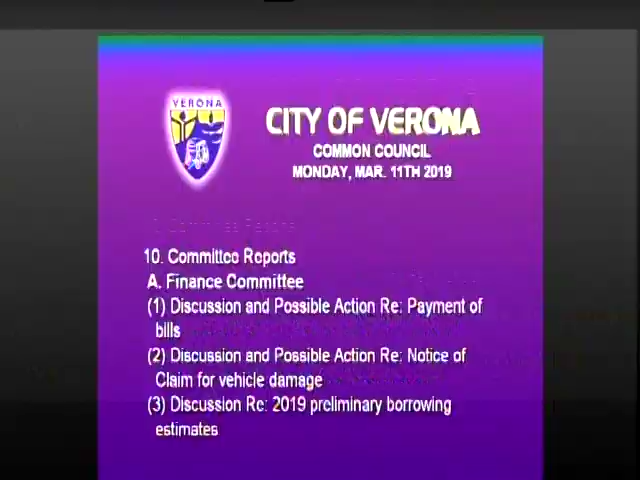 VERONA
CITY OF VERONA
COMMON COUNCIL
MONDAY, MAR. 11TH 2019
10. Committee Reports
A. Finance Committee
(1) Discussion and Possible Action Re: Payment of
bills
(2) Discussion and Possible Action Re: Notice of
Claim for vehicle damage
(3) Discussion Re: 2019 preliminary borrowing
estimates